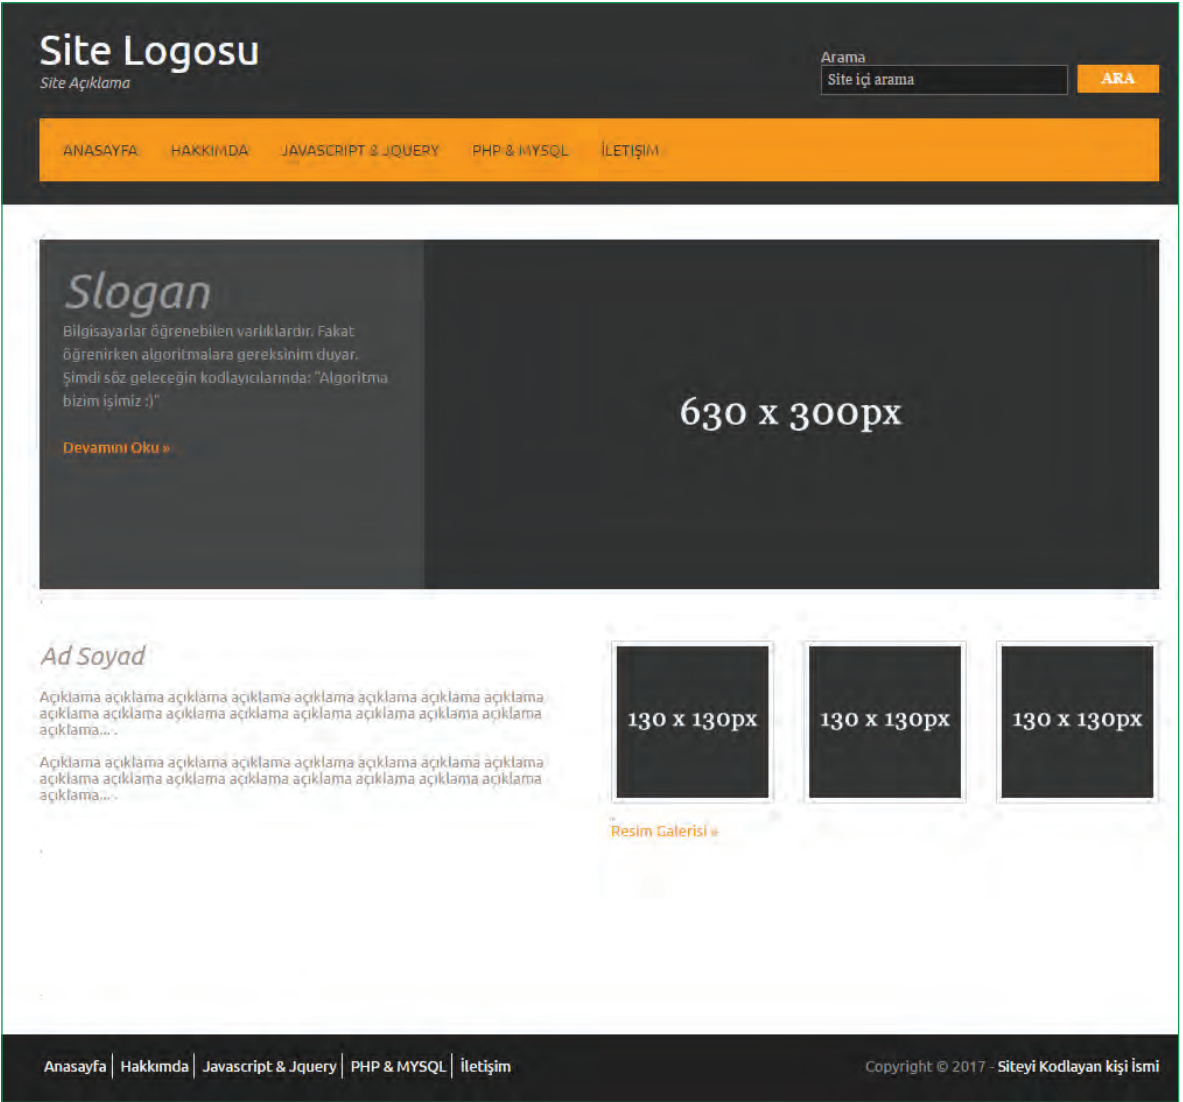 Site Logosu
Site Açıklama
Arama
Site içi arama
ARA
ANASAYFA HAKKIMDA JAVASCRIPT & JQUERY PHP & MYSQL İLETİŞİM
Slogan
Bilgisayarlar öğrenebilen varlıklardır. Fakat
öğrenirken algoritmalara gereksinim duyar.
Şimdi söz geleceğin kodlayıcılarında: "Algoritma
bizim işimiz :)"
Devamını Oku »
630 x 300px
Ad Soyad
Açıklama açıklama açıklama açıklama açıklama açıklama açıklama açıklama
açıklama açıklama açıklama açıklama açıklama açıklama açıklama açıklama
açıklama... .
Açıklama açıklama açıklama açıklama açıklama açıklama açıklama açıklama
açıklama açıklama açıklama açıklama açıklama açıklama açıklama açıklama
açıklama... .
130 x 130px 130 x 130px 130 x 130px
Resim Galerisi »
Anasayfa Hakkımda Javascript & Jquery PHP & MYSQL İletişim
Copyright © 2017 - Siteyi Kodlayan kişi İsmi